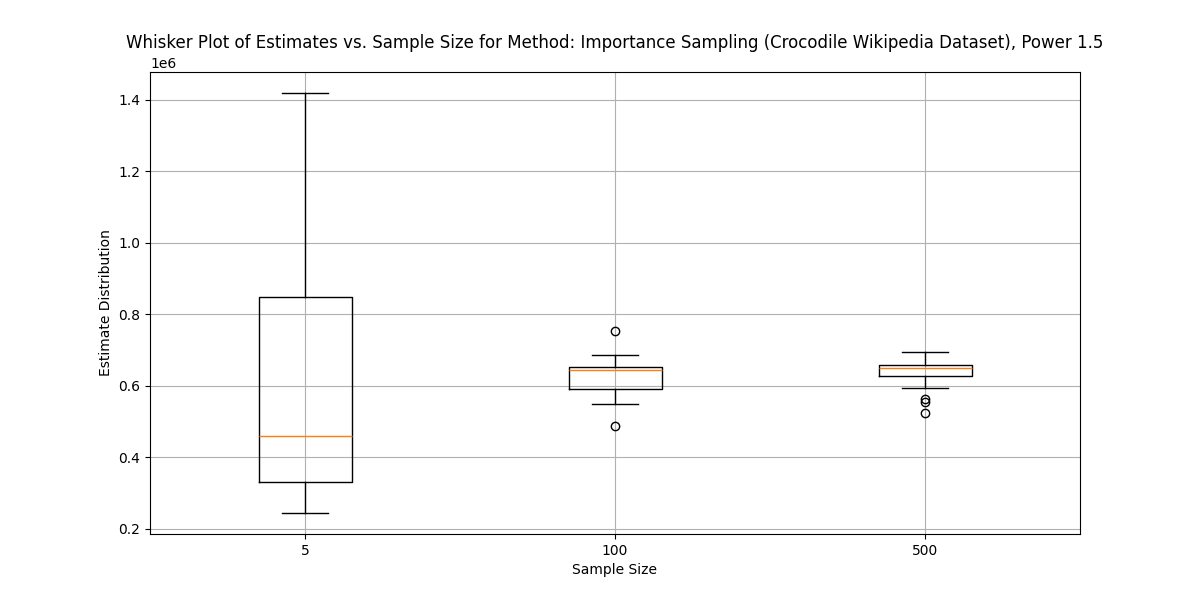 Whisker Plot of Estimates vs. Sample Size for Method: Importance Sampling (Crocodile Wikipedia Dataset), Power 1.5
1e6
1.4
1.2
1.0
0.8
0.6
0.4
0.2
Estimate Distribution
5 100 500
Sample Size